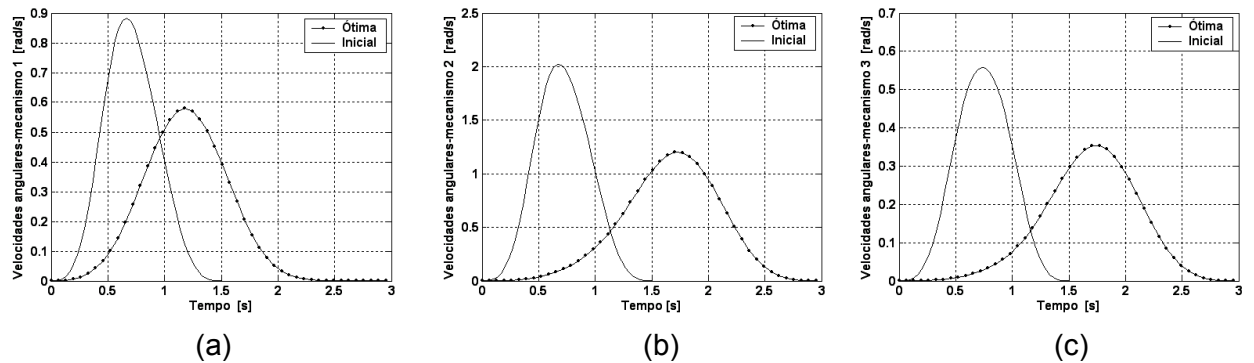 Velocidades angulares-mecanismo 1 [rad/s]
0.9
0.8
0.7
0.6
0.5
0.4
0.3
0.2
0.1
0
0 0.5 1 1.5 2 2.5 3
Tempo [s]
Ótima
Inicial
(a)
Velocidades angulares-mecanismo 2 [rad/s]
2.5
2
1.5
1
0.5
0
0 0.5 1 1.5 2 2.5 3
Tempo [s]
Ótima
Inicial
(b)
Velocidades angulares-mecanismo 3 [rad/s]
0.7
0.6
0.5
0.4
0.3
0.2
0.1
0
0 0.5 1 1.5 2 2.5 3
Tempo [s]
Ótima
Inicial
(c)